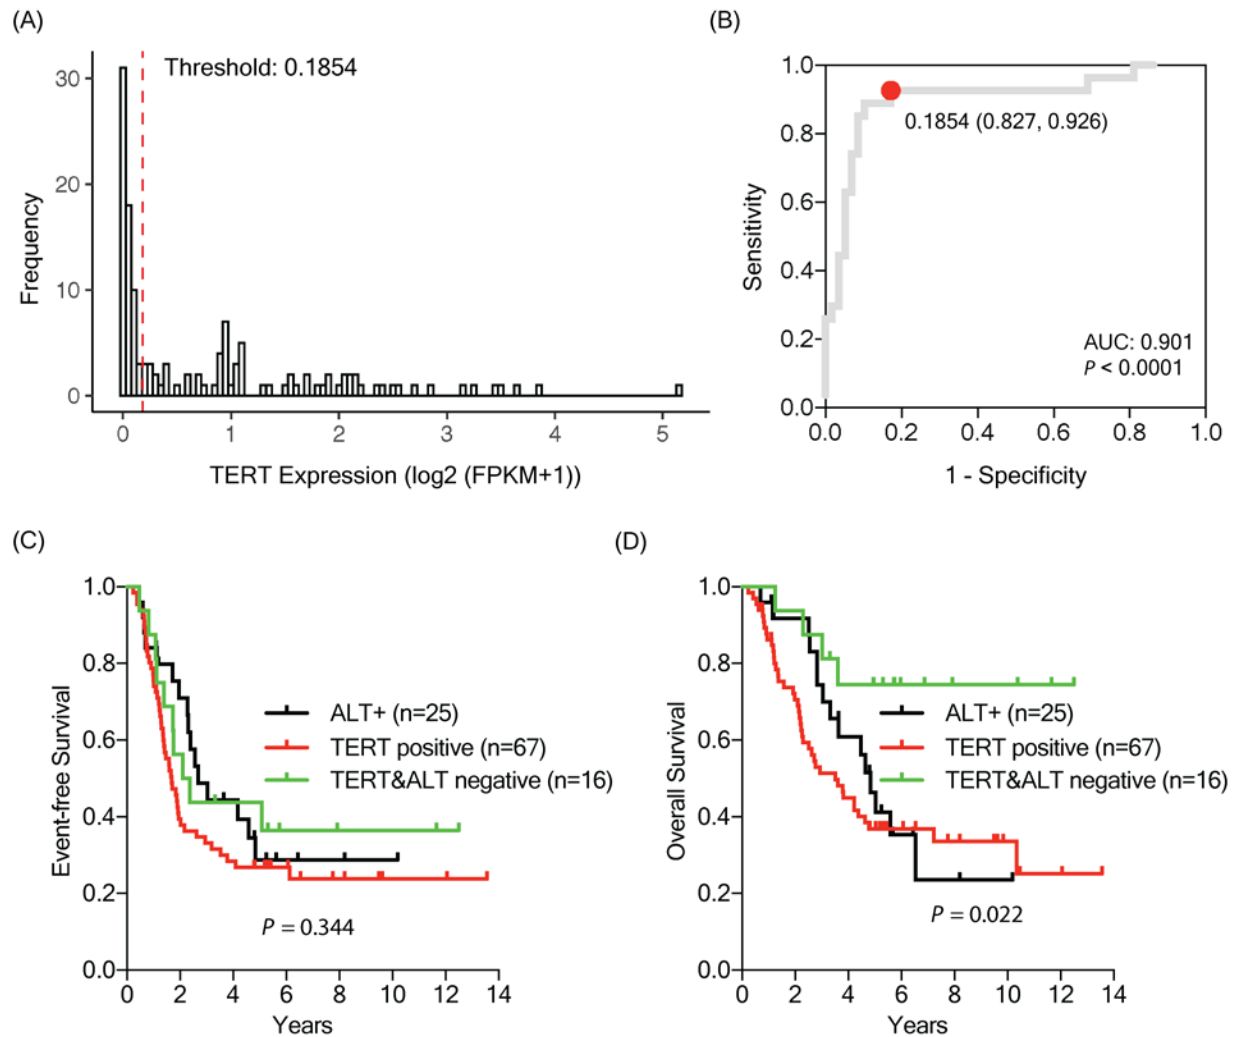 (A)
Threshold: 0.1854
30
20
10
0
Frequency
0 1 2 3 4 5
TERT Expression (log2 (FPKM+1))
(B)
1.0
0.8
0.6
0.4
0.2
0.0
Sensitivity
0.1854 (0.827, 0.926)
AUC: 0.901
P < 0.0001
0.0 0.2 0.4 0.6 0.8 1.0
1 - Specificity
(C)
1.0
0.8
0.6
0.4
0.2
0.0
Event-free Survival
ALT+ (n=25)
TERT positive (n=67)
TERT&ALT negative (n=16)
P = 0.344
0 2 4 6 8 10 12 14
Years
(D)
1.0
0.8
0.6
0.4
0.2
0.0
Overall Survival
ALT+ (n=25)
TERT positive (n=67)
TERT&ALT negative (n=16)
P = 0.022
0 2 4 6 8 10 12 14
Years